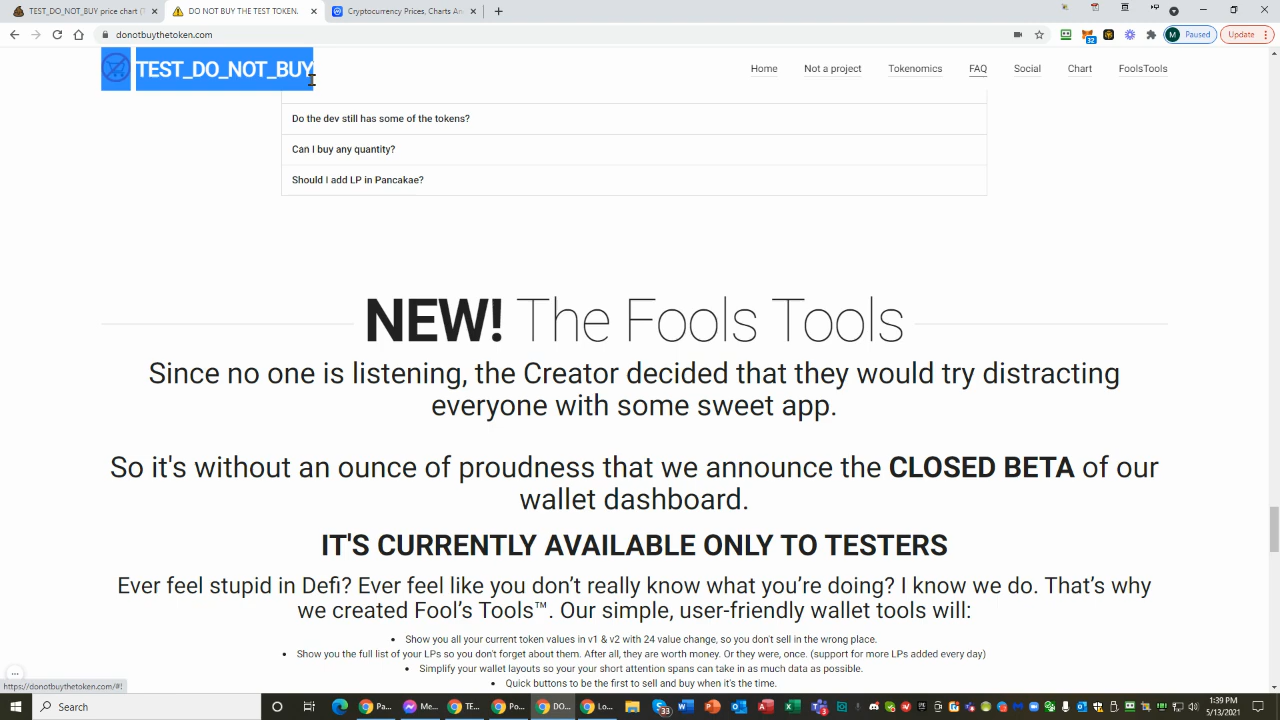 TEST_DO_NOT_BUY price chart (
DO NOT BUY THE TEST TOKEN.
Cryptocurrency Prices, Charts An
donotbuythetoken.com
32
M
Paused
Update
TEST_DO_NOT_BUY
Home
Not a project
Tokenomics
FAQ
Social
Chart
FoolsTools
Do the dev still has some of the tokens?
Can I buy any quantity?
Should I add LP in Pancakae?
NEW! The Fools Tools
Since no one is listening, the Creator decided that they would try distracting
everyone with some sweet app.
So it's without an ounce of proudness that we announce the CLOSED BETA of our
wallet dashboard.
IT'S CURRENTLY AVAILABLE ONLY TO TESTERS
Ever feel stupid in Defi? Ever feel like you don't really know what you're doing? I know we do. That's why
we created Fool's Tools™. Our simple, user-friendly wallet tools will:
• Show you all your current token values in v1 & v2 with 24 value change, so you don't sell in the wrong place.
• Show you the full list of your LPs so you don't forget about them. After all, they are worth money. Or they were, once. (support for more LPs added every day)
• Simplify your wallet layouts so your your short attention spans can take in as much data as possible.
• Quick buttons to be the first to sell and buy when it's the time.
https://donotbuythetoken.com/#!
Search
Pa...
Me...
TE...
Po...
DO...
Lo...
33
3
1:39 PM
5/13/2021